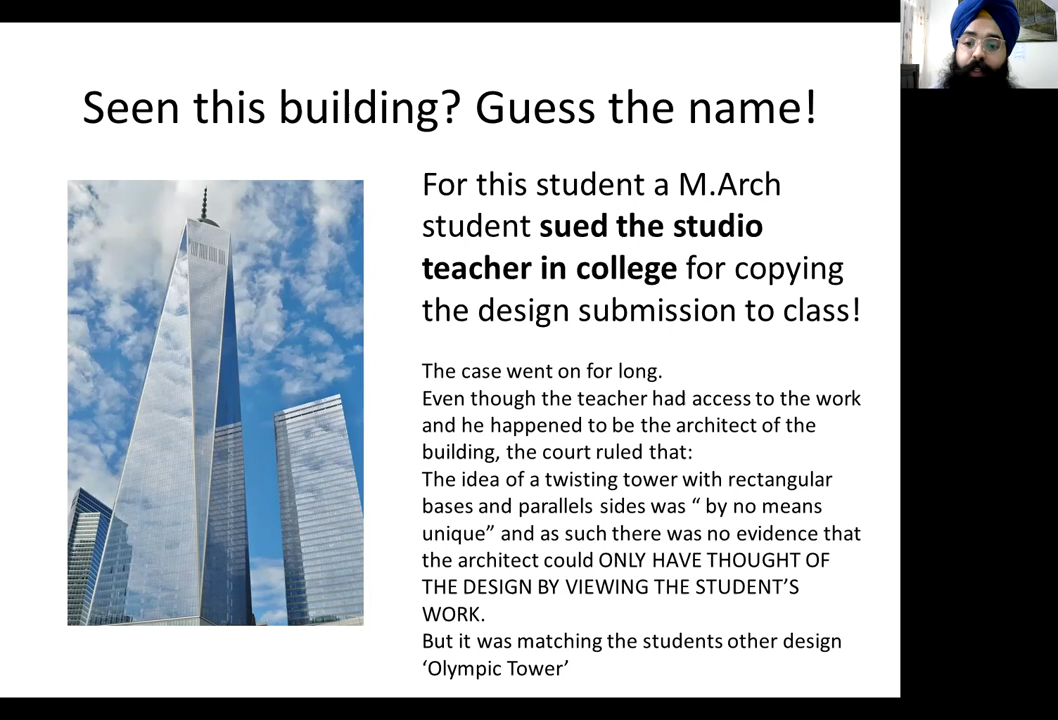 Seen this building? Guess the name!
For this student a M.Arch
student sued the studio
teacher in college for copying
the design submission to class!
The case went on for long.
Even though the teacher had access to the work
and he happened to be the architect of the
building, the court ruled that:
The idea of a twisting tower with rectangular
bases and parallels sides was “ by no means
unique” and as such there was no evidence that
the architect could ONLY HAVE THOUGHT OF
THE DESIGN BY VIEWING THE STUDENT’S
WORK.
But it was matching the students other design
‘Olympic Tower’